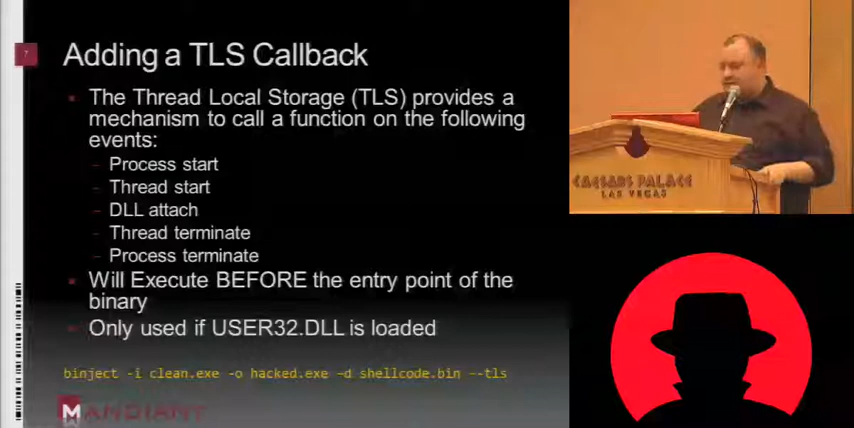 Adding a TLS Callback
The Thread Local Storage (TLS) provides a
mechanism to call a function on the following
events:
– Process start
– Thread start
– DLL attach
– Thread terminate
– Process terminate
Will Execute BEFORE the entry point of the
binary
Only used if USER32.DLL is loaded
binject -i clean.exe -o hacked.exe -d shellcode.bin --tls
MANDIANT
CAESARS PALACE
LAS VEGAS